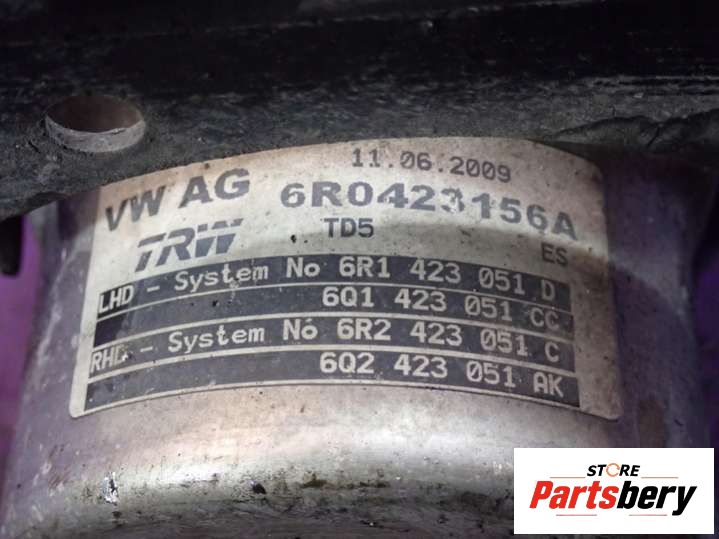 11.06.2009
VW AG 6R0423156A
TRW TD5 ES
LHD - System No 6R1 423 051 D
6Q1 423 051 CC
RHD - System No 6R2 423 051 C
6Q2 423 051 AK
STORE
Partsbery